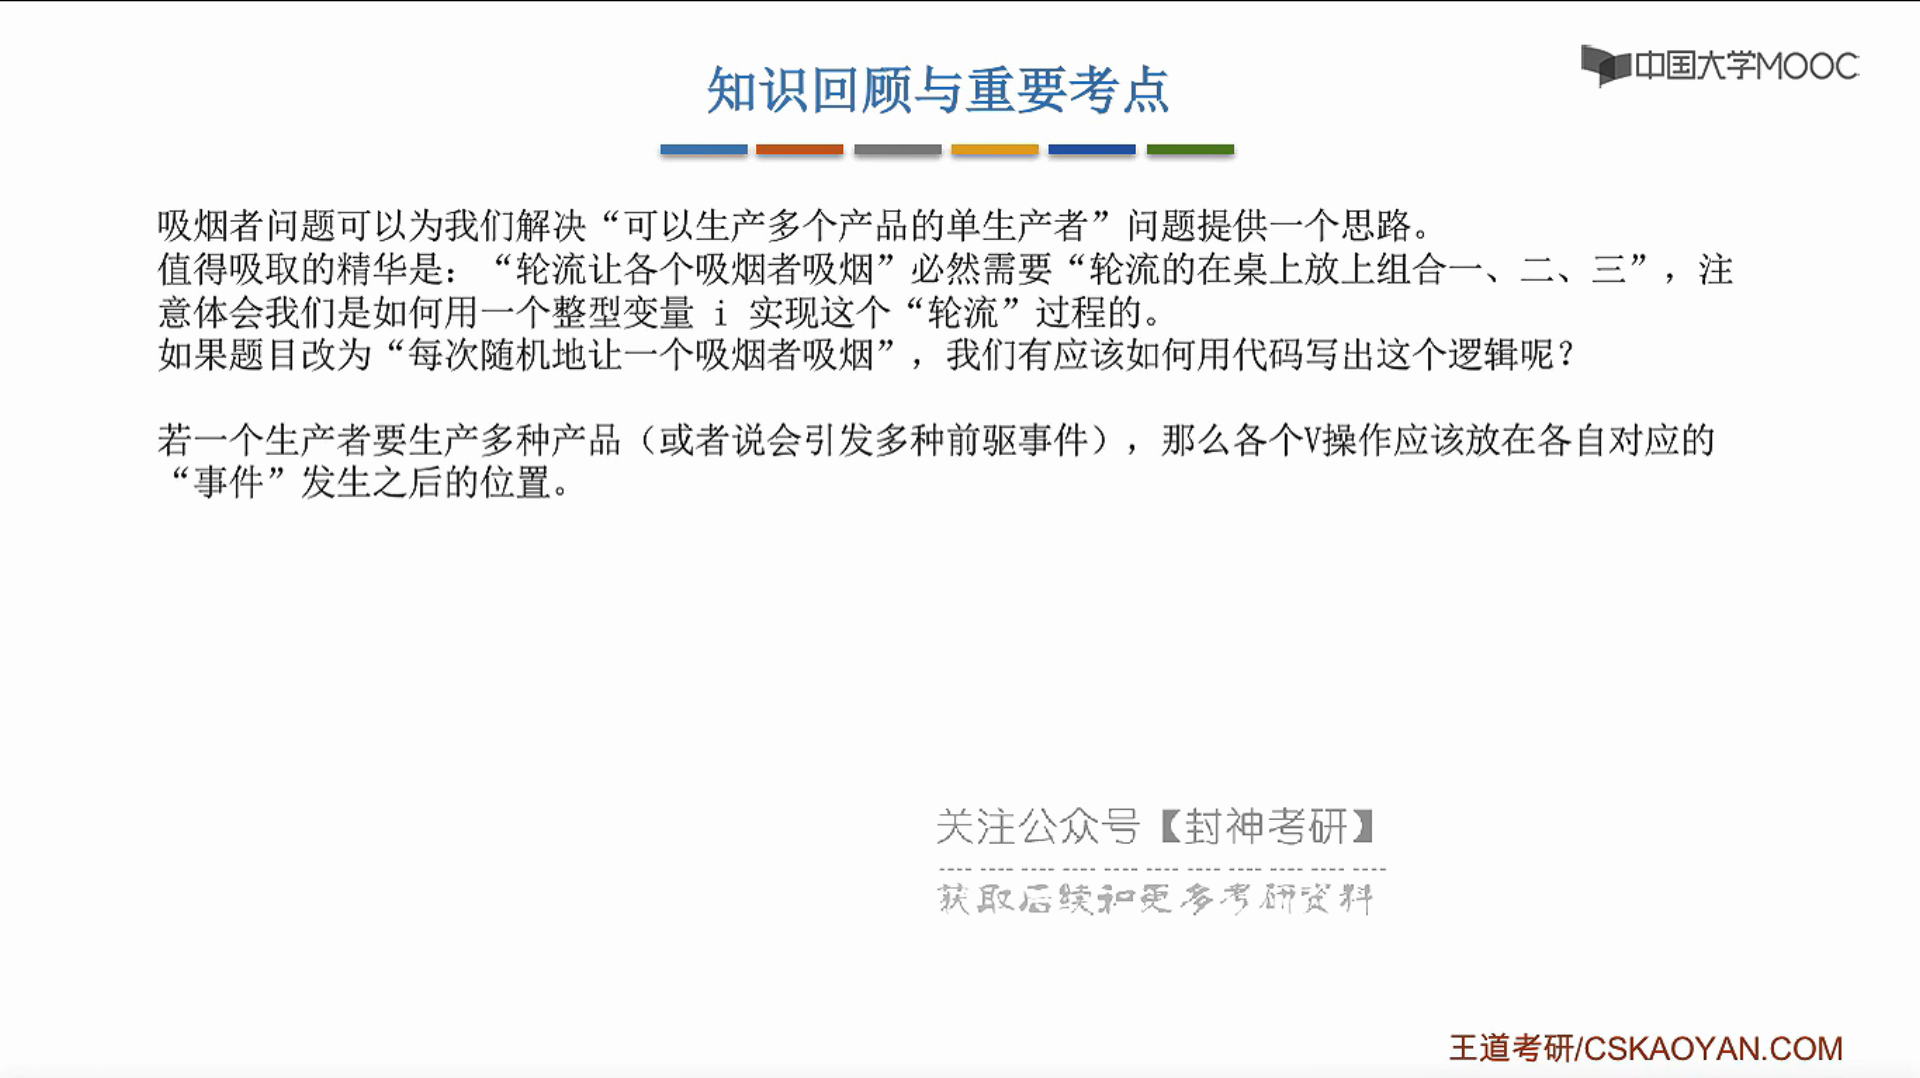 知识回顾与重要考点
中国大学MOOC
吸烟者问题可以为我们解决“可以生产多个产品的单生产者”问题提供一个思路。
值得吸取的精华是：“轮流让各个吸烟者吸烟”必然需要“轮流的在桌上放上组合一、二、三”，注
意体会我们是如何用一个整型变量 i 实现这个“轮流”过程的。
如果题目改为“每次随机地让一个吸烟者吸烟”，我们有应该如何用代码写出这个逻辑呢？
若一个生产者要生产多种产品（或者说会引发多种前驱事件），那么各个V操作应该放在各自对应的
“事件”发生之后的位置。
关注公众号【封神考研】
获取后续和更多考研资料
王道考研/CSKAOYAN.COM